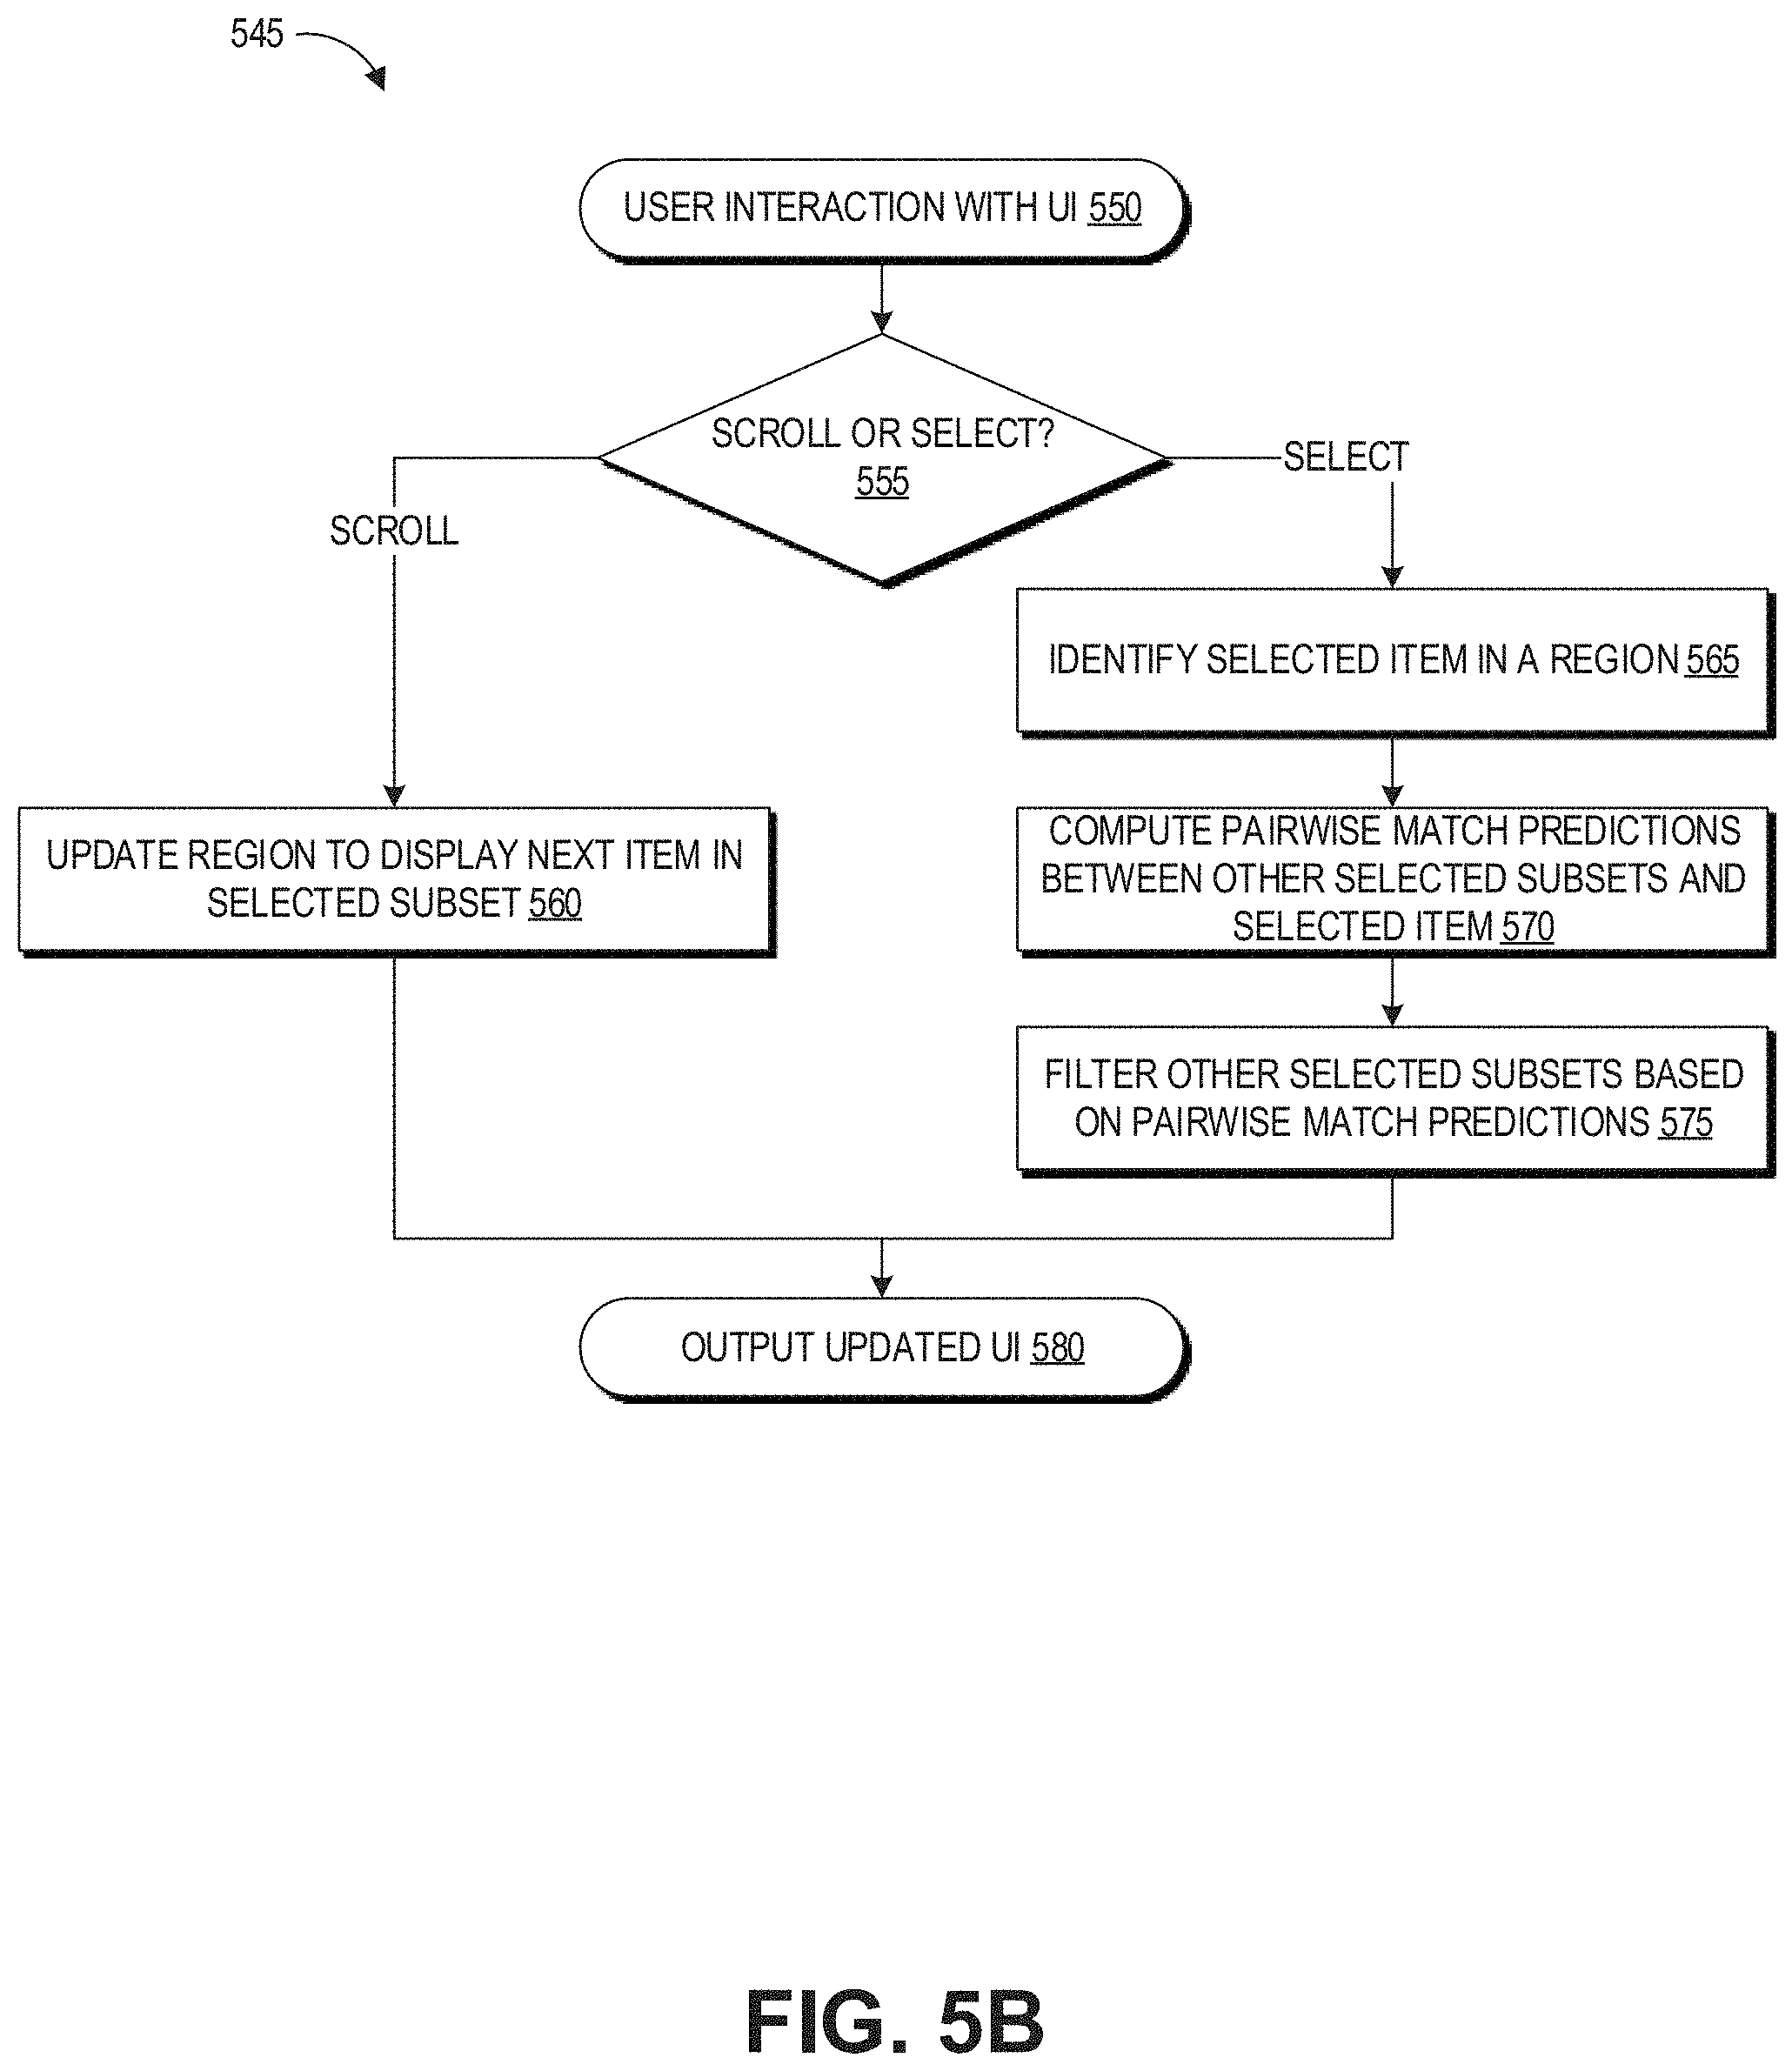 545
USER INTERACTION WITH UI 550
SCROLL OR SELECT?
555
SELECT
SCROLL
IDENTIFY SELECTED ITEM IN A REGION 565
UPDATE REGION TO DISPLAY NEXT ITEM IN
SELECTED SUBSET 560
COMPUTE PAIRWISE MATCH PREDICTIONS
BETWEEN OTHER SELECTED SUBSETS AND
SELECTED ITEM 570
FILTER OTHER SELECTED SUBSETS BASED
ON PAIRWISE MATCH PREDICTIONS 575
OUTPUT UPDATED UI 580
FIG. 5B